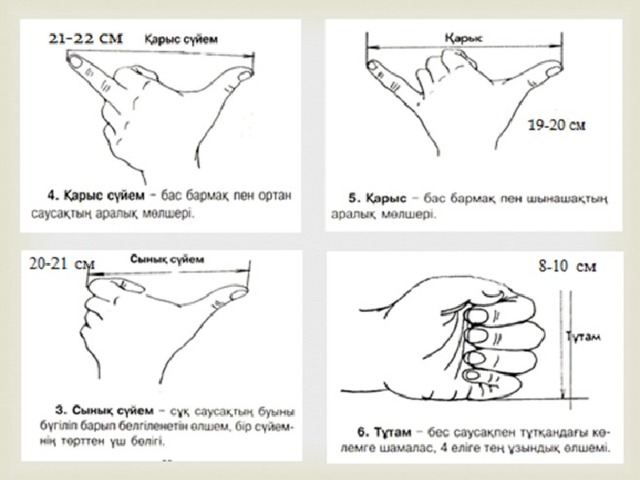 21-22 СМ Қарыс сүйем
4. Қарыс сүйем – бас бармақ пен ортан
саусақтың аралық мөлшері.
Қарыс
19-20 см
5. Қарыс – бас бармақ пен шынашақтың
аралық мөлшері.
20-21 см Сынық сүйем
3. Сынық сүйем – сұқ саусақтың буыны
бүгіліп барып белгіленетін өлшем, бір сүйем-
нің төрттен үш бөлігі.
8-10 см
Тұтам
6. Тұтам – бес саусақпен тұтқандағы кө-
лемге шамалас, 4 еліге тең ұзындық өлшемі.